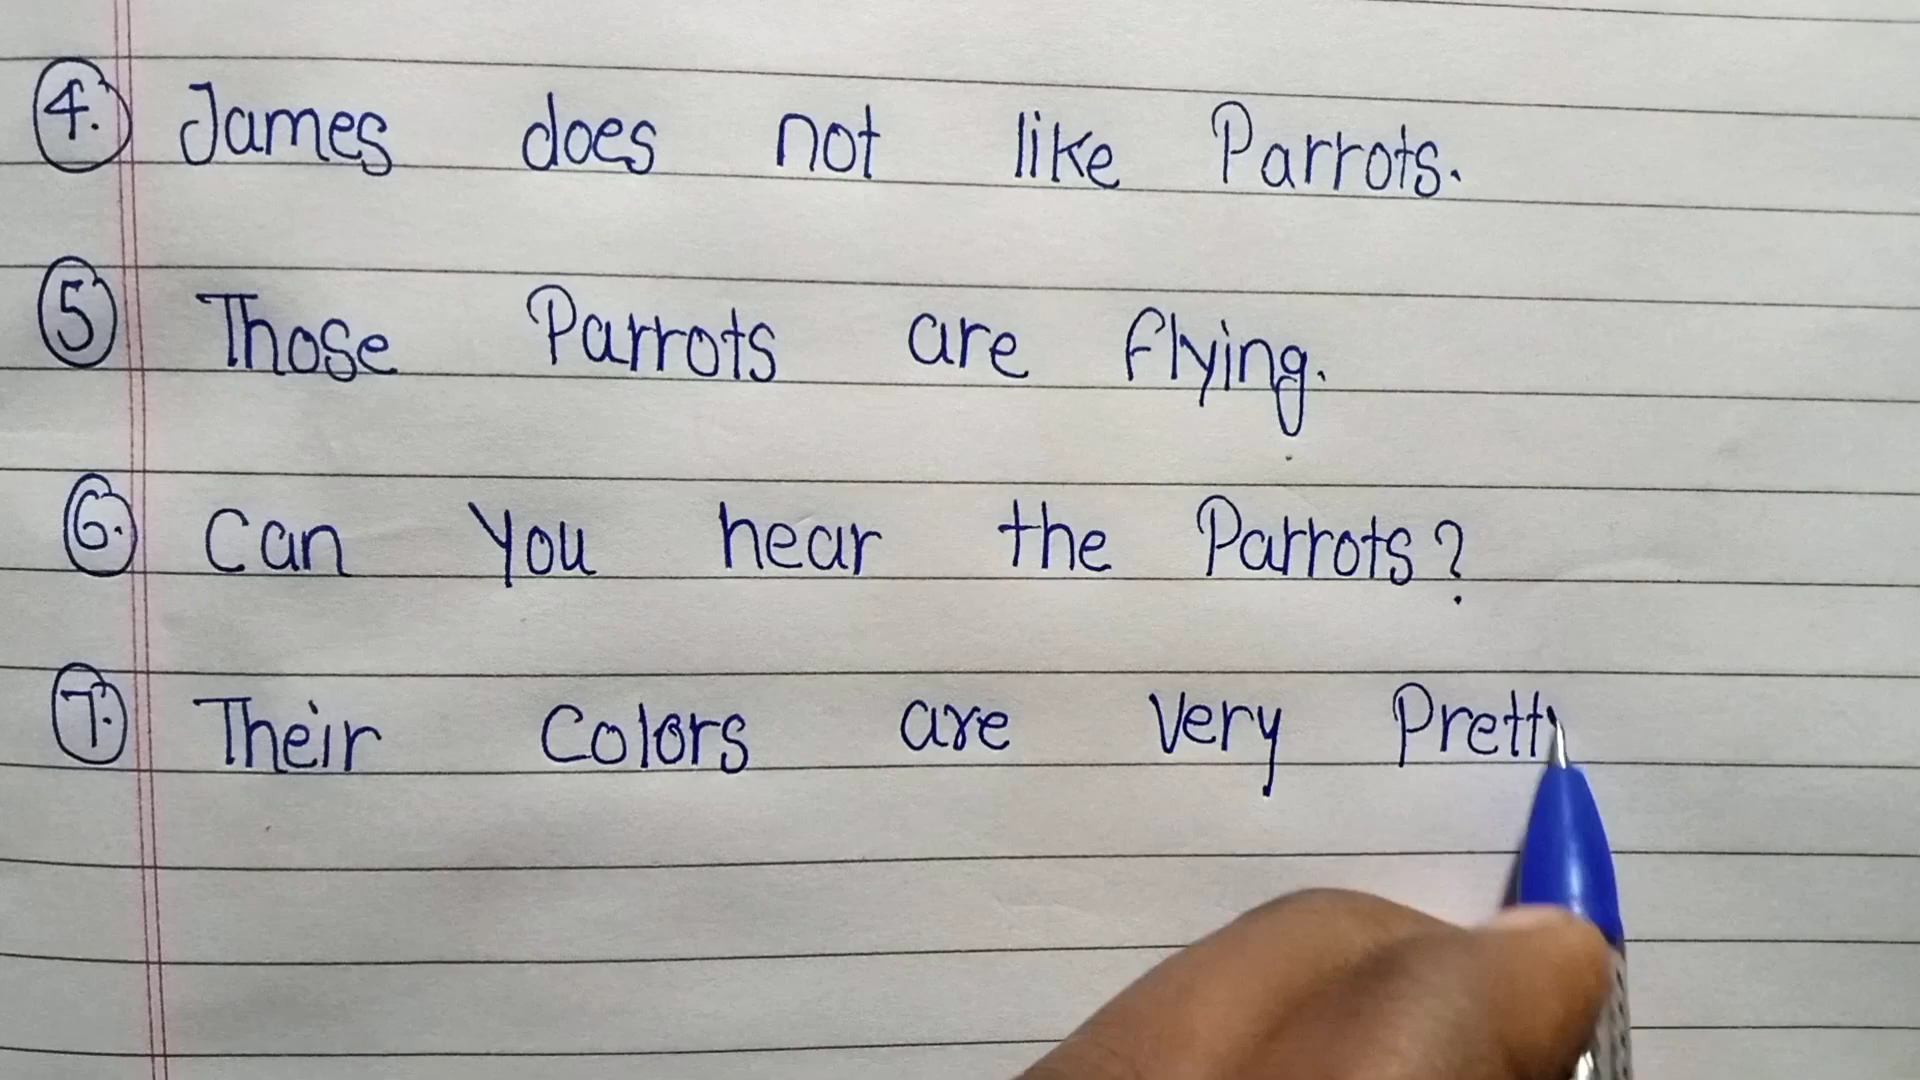 4. James does not like Parrots.
5 Those Parrots are flying.
6. Can You hear the Parrots?
7. Their Colors are Very Prett